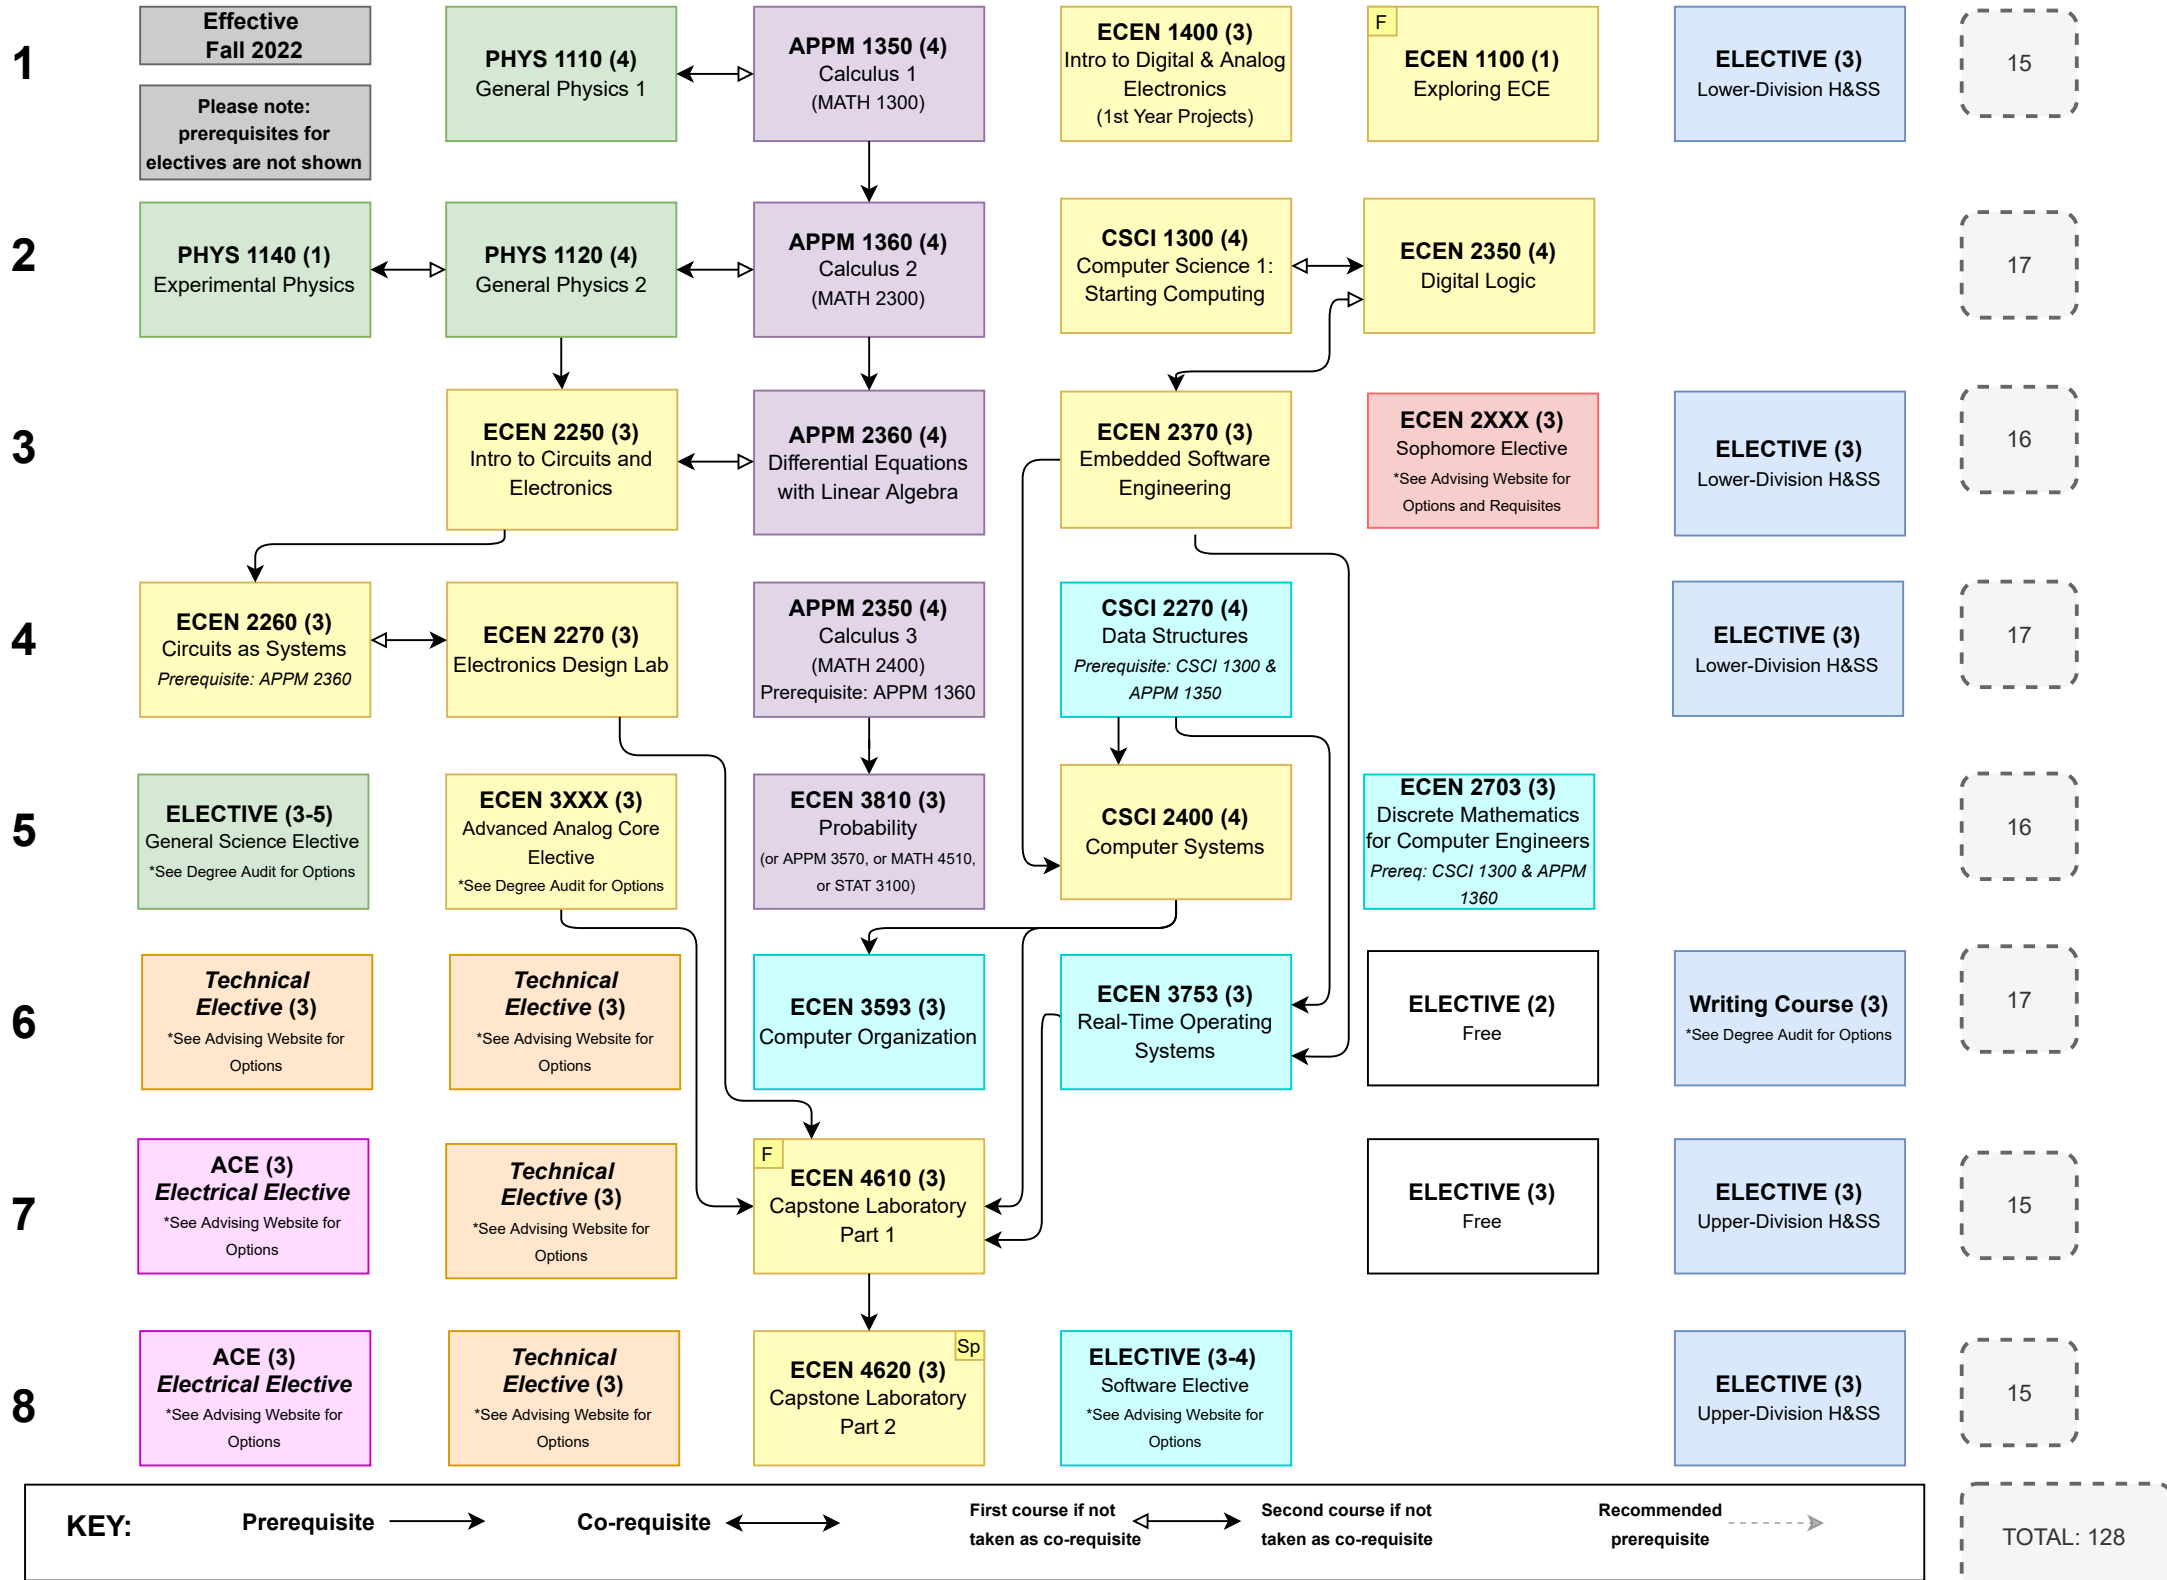 1
Effective
Fall 2022
Please note:
prerequisites for
electives are not shown
PHYS 1110 (4)
General Physics 1
APPM 1350 (4)
Calculus 1
(MATH 1300)
ECEN 1400 (3)
Intro to Digital & Analog
Electronics
(1st Year Projects)
F
ECEN 1100 (1)
Exploring ECE
ELECTIVE (3)
Lower-Division H&SS
15
2
PHYS 1140 (1)
Experimental Physics
PHYS 1120 (4)
General Physics 2
APPM 1360 (4)
Calculus 2
(MATH 2300)
CSCI 1300 (4)
Computer Science 1:
Starting Computing
ECEN 2350 (4)
Digital Logic
17
3
ECEN 2250 (3)
Intro to Circuits and
Electronics
APPM 2360 (4)
Differential Equations
with Linear Algebra
ECEN 2370 (3)
Embedded Software
Engineering
ECEN 2XXX (3)
Sophomore Elective
*See Advising Website for
Options and Requisites
ELECTIVE (3)
Lower-Division H&SS
16
4
ECEN 2260 (3)
Circuits as Systems
Prerequisite: APPM 2360
ECEN 2270 (3)
Electronics Design Lab
APPM 2350 (4)
Calculus 3
(MATH 2400)
Prerequisite: APPM 1360
CSCI 2270 (4)
Data Structures
Prerequisite: CSCI 1300 &
APPM 1350
ELECTIVE (3)
Lower-Division H&SS
17
5
ELECTIVE (3-5)
General Science Elective
*See Degree Audit for Options
ECEN 3XXX (3)
Advanced Analog Core
Elective
*See Degree Audit for Options
ECEN 3810 (3)
Probability
(or APPM 3570, or MATH 4510,
or STAT 3100)
CSCI 2400 (4)
Computer Systems
ECEN 2703 (3)
Discrete Mathematics
for Computer Engineers
Prereq: CSCI 1300 & APPM
1360
16
6
Technical
Elective (3)
*See Advising Website for
Options
Technical
Elective (3)
*See Advising Website for
Options
ECEN 3593 (3)
Computer Organization
ECEN 3753 (3)
Real-Time Operating
Systems
ELECTIVE (2)
Free
Writing Course (3)
*See Degree Audit for Options
17
7
ACE (3)
Electrical Elective
*See Advising Website for
Options
Technical
Elective (3)
*See Advising Website for
Options
F
ECEN 4610 (3)
Capstone Laboratory
Part 1
ELECTIVE (3)
Free
ELECTIVE (3)
Upper-Division H&SS
15
8
ACE (3)
Electrical Elective
*See Advising Website for
Options
Technical
Elective (3)
*See Advising Website for
Options
Sp
ECEN 4620 (3)
Capstone Laboratory
Part 2
ELECTIVE (3-4)
Software Elective
*See Advising Website for
Options
ELECTIVE (3)
Upper-Division H&SS
15
KEY:
Prerequisite
Co-requisite
First course if not
taken as co-requisite
Second course if not
taken as co-requisite
Recommended
prerequisite
TOTAL: 128